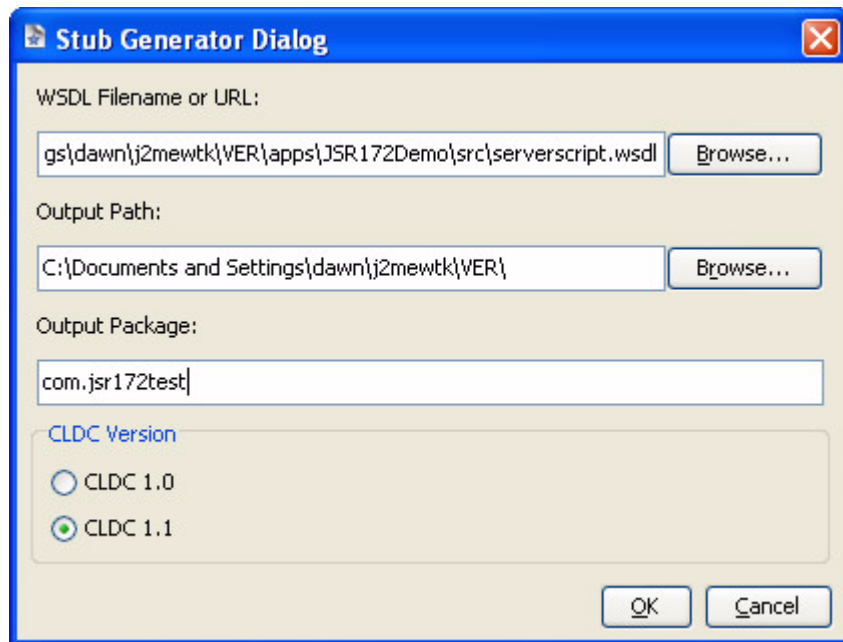 Stub Generator Dialog
WSDL Filename or URL:
gs\dawn\j2mewtk\VER\apps\JSR172Demo\src\serverscript.wsdl Browse...
Output Path:
C:\Documents and Settings\dawn\j2mewtk\VER\ Browse...
Output Package:
com.jsr172test
CLDC Version
CLDC 1.0
CLDC 1.1
OK Cancel